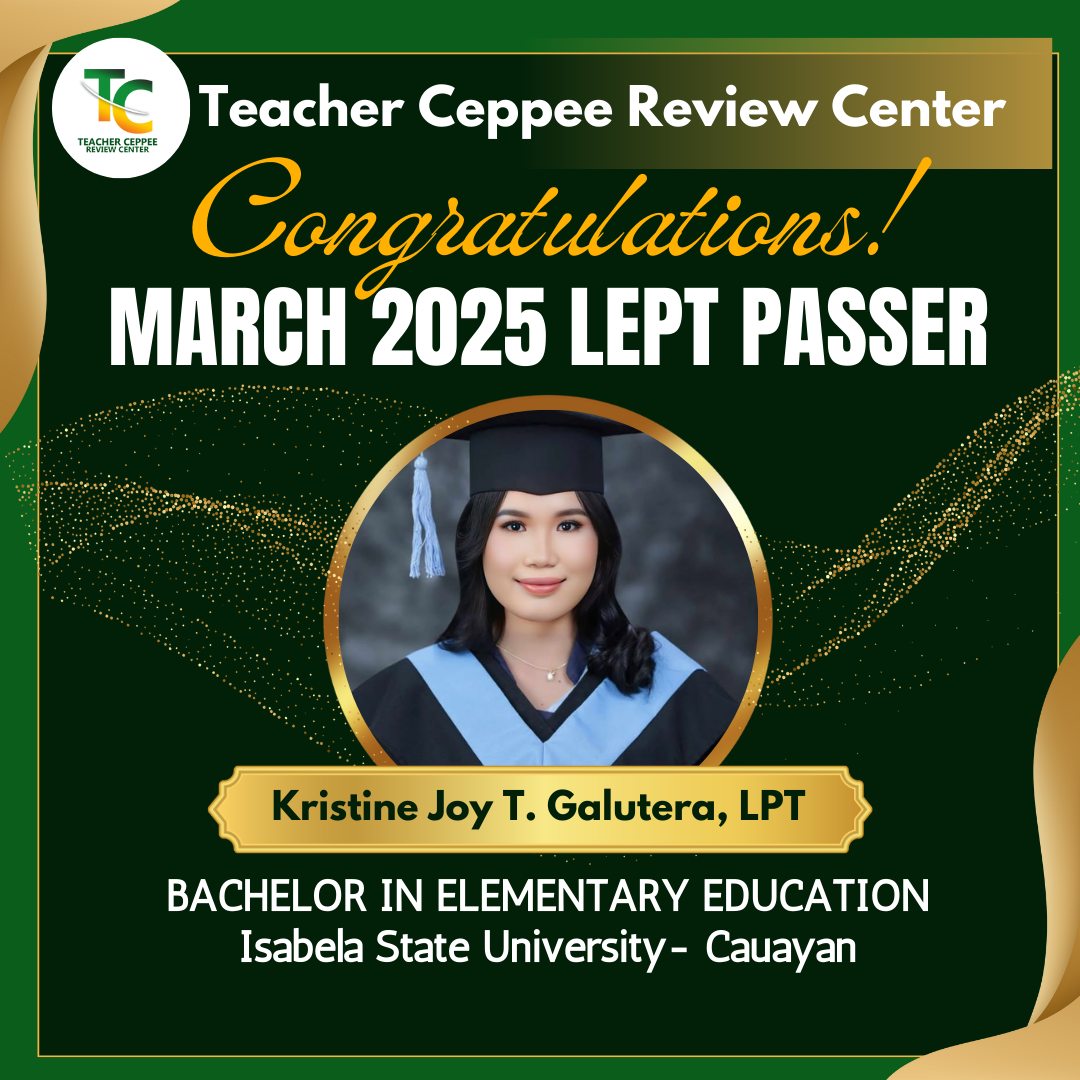 TC
TEACHER CEPPEE
REVIEW CENTER
Teacher Ceppee Review Center
Congratulations!
MARCH 2025 LEPT PASSER
Kristine Joy T. Galutera, LPT
BACHELOR IN ELEMENTARY EDUCATION
Isabela State University- Cauayan